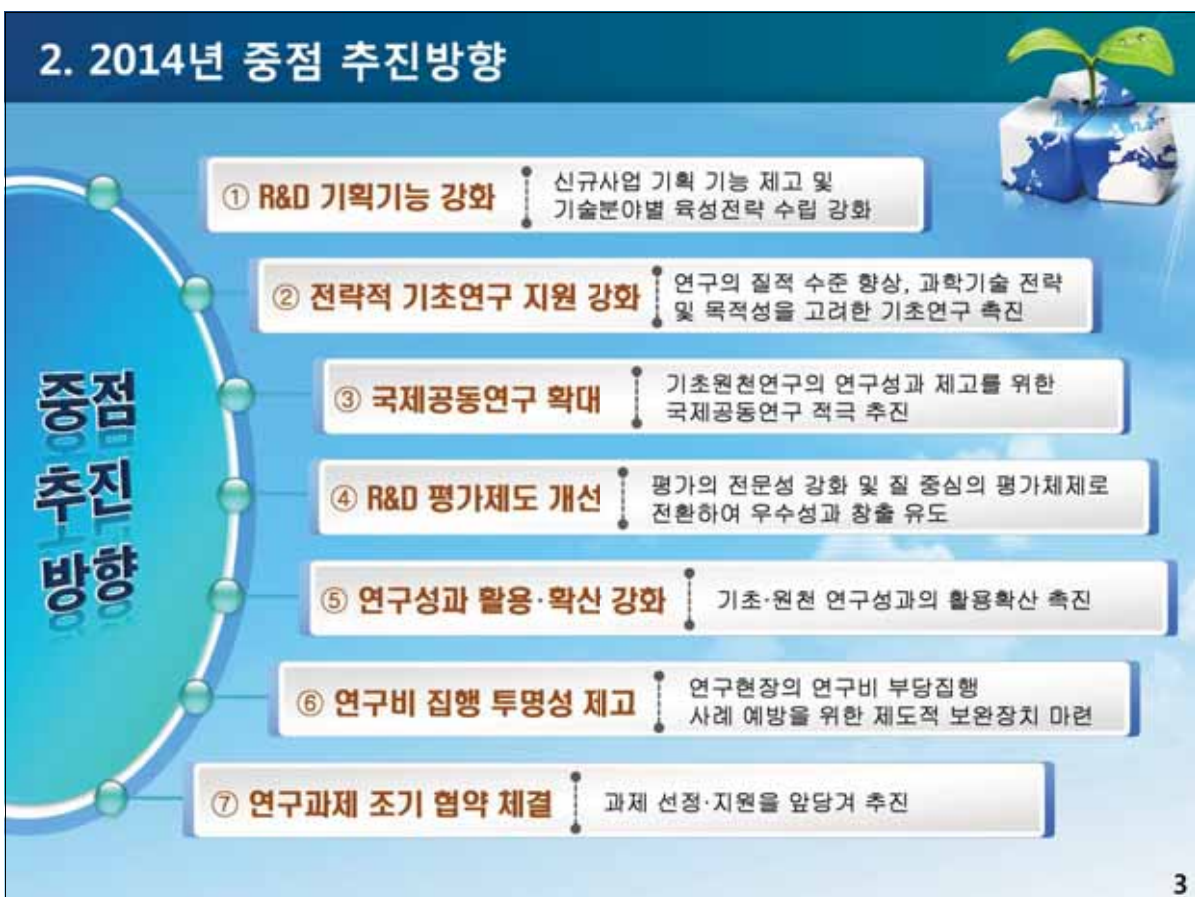 2. 2014년 중점 추진방향
중점
추진
방향
① R&D 기획기능 강화
신규사업 기획 기능 제고 및
기술분야별 육성전략 수립 강화
② 전략적 기초연구 지원 강화
연구의 질적 수준 향상, 과학기술 전략
및 목적성을 고려한 기초연구 촉진
③ 국제공동연구 확대
기초원천연구의 연구성과 제고를 위한
국제공동연구 적극 추진
④ R&D 평가제도 개선
평가의 전문성 강화 및 질 중심의 평가체제로
전환하여 우수성과 창출 유도
⑤ 연구성과 활용·확산 강화
기초·원천 연구성과의 활용확산 촉진
⑥ 연구비 집행 투명성 제고
연구현장의 연구비 부당집행
사례 예방을 위한 제도적 보완장치 마련
⑦ 연구과제 조기 협약 체결
과제 선정·지원을 앞당겨 추진
3